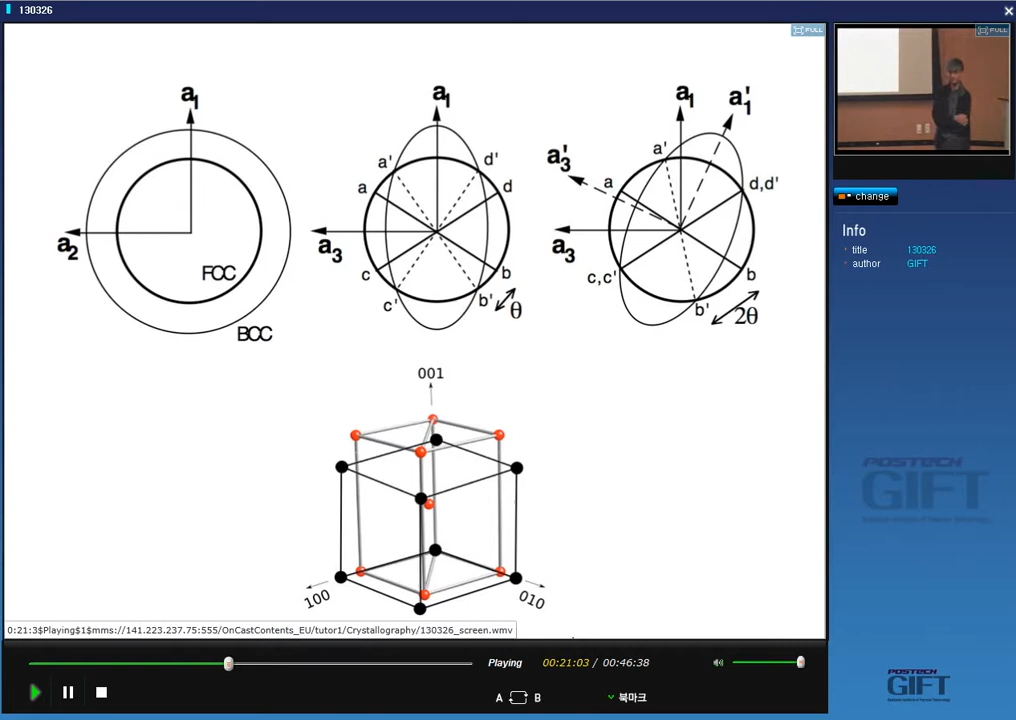 130326
FULL
FULL
a1
a2
FCC
BCC
a1
a'
d'
a
d
a3
c
b
c'
b'
θ
a1
a'1
a'3
a'
a
d,d'
a3
c,c'
b
b'
2θ
001
100
010
change
Info
title 130326
author GIFT
POSTECH
GIFT
0:21:3$Playing$1$mms://141.223.237.75:555/OnCastContents_EU/tutor1/Crystallography/130326_screen.wmv
Playing 00:21:03 / 00:46:38
A B 북마크
POSTECH
GIFT